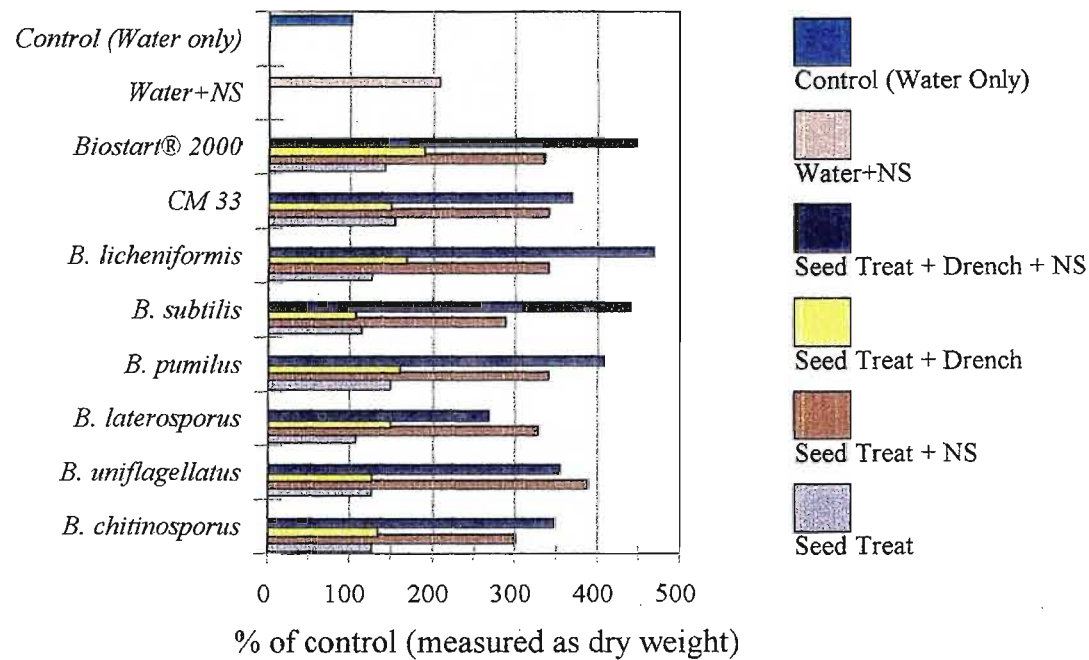 Control (Water only)
Water+NS
Biostart® 2000
CM 33
B. licheniformis
B. subtilis
B. pumilus
B. laterosporus
B. uniflagellatus
B. chitinosporus
0 100 200 300 400 500
% of control (measured as dry weight)
Control (Water Only)
Water+NS
Seed Treat + Drench + NS
Seed Treat + Drench
Seed Treat + NS
Seed Treat